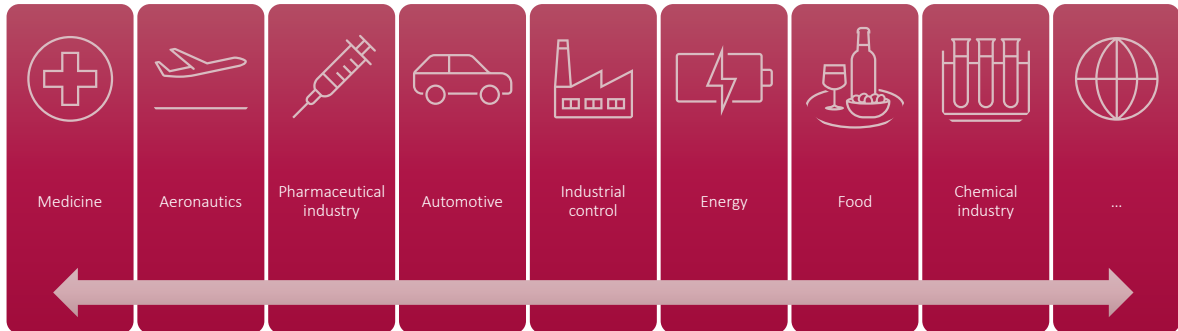 Medicine
Aeronautics
Pharmaceutical
industry
Automotive
Industrial
control
Energy
Food
Chemical
industry
...